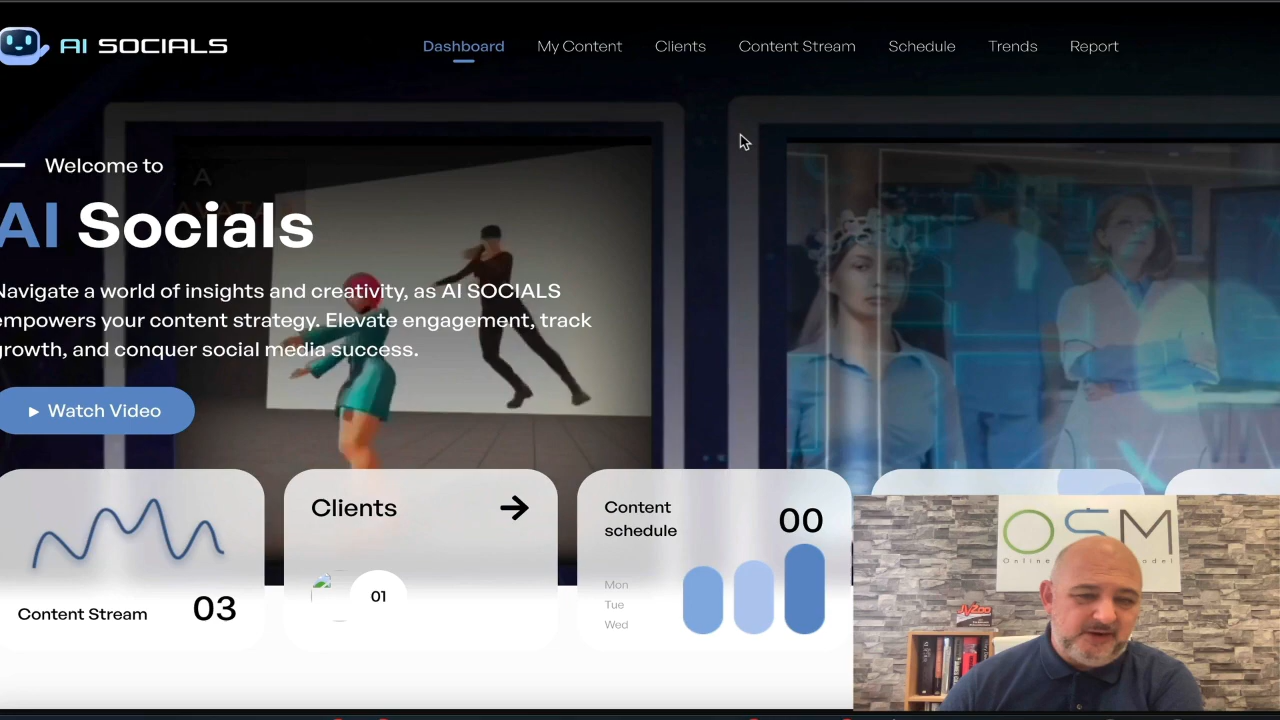 AI SOCIALS
Dashboard
My Content
Clients
Content Stream
Schedule
Trends
Report
Welcome to
AI Socials
Navigate a world of insights and creativity, as AI SOCIALS
empowers your content strategy. Elevate engagement, track
growth, and conquer social media success.
▶ Watch Video
Content Stream
03
Clients
01
Content
schedule
00
Mon
Tue
Wed
OSM
JVZoo